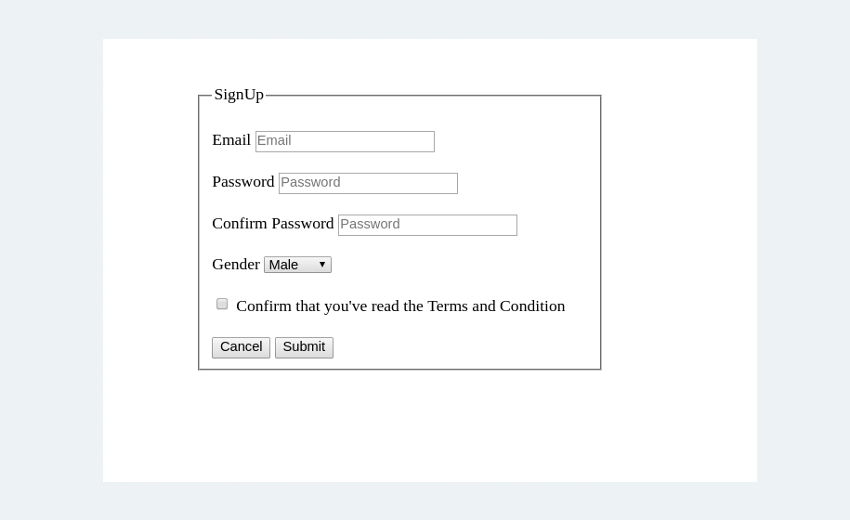 SignUp
Email Email
Password Password
Confirm Password Password
Gender Male
Confirm that you've read the Terms and Condition
Cancel Submit